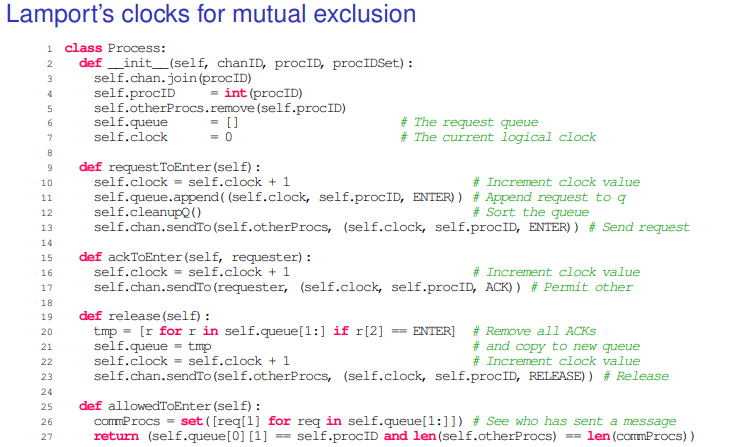 Lamport's clocks for mutual exclusion
1 class Process:
2 def __init__(self, chanID, procID, procIDSet):
3 self.chan.join(procID)
4 self.procID = int(procID)
5 self.otherProcs.remove(self.procID)
6 self.queue = [] # The request queue
7 self.clock = 0 # The current logical clock
8
9 def requestToEnter(self):
10 self.clock = self.clock + 1 # Increment clock value
11 self.queue.append((self.clock, self.procID, ENTER)) # Append request to q
12 self.cleanupQ() # Sort the queue
13 self.chan.sendTo(self.otherProcs, (self.clock, self.procID, ENTER)) # Send request
14
15 def ackToEnter(self, requester):
16 self.clock = self.clock + 1 # Increment clock value
17 self.chan.sendTo(requester, (self.clock, self.procID, ACK)) # Permit other
18
19 def release(self):
20 tmp = [r for r in self.queue[1:] if r[2] == ENTER] # Remove all ACKs
21 self.queue = tmp # and copy to new queue
22 self.clock = self.clock + 1 # Increment clock value
23 self.chan.sendTo(self.otherProcs, (self.clock, self.procID, RELEASE)) # Release
24
25 def allowedToEnter(self):
26 commProcs = set([req[1] for req in self.queue[1:]]) # See who has sent a message
27 return (self.queue[0][1] == self.procID and len(self.otherProcs) == len(commProcs))